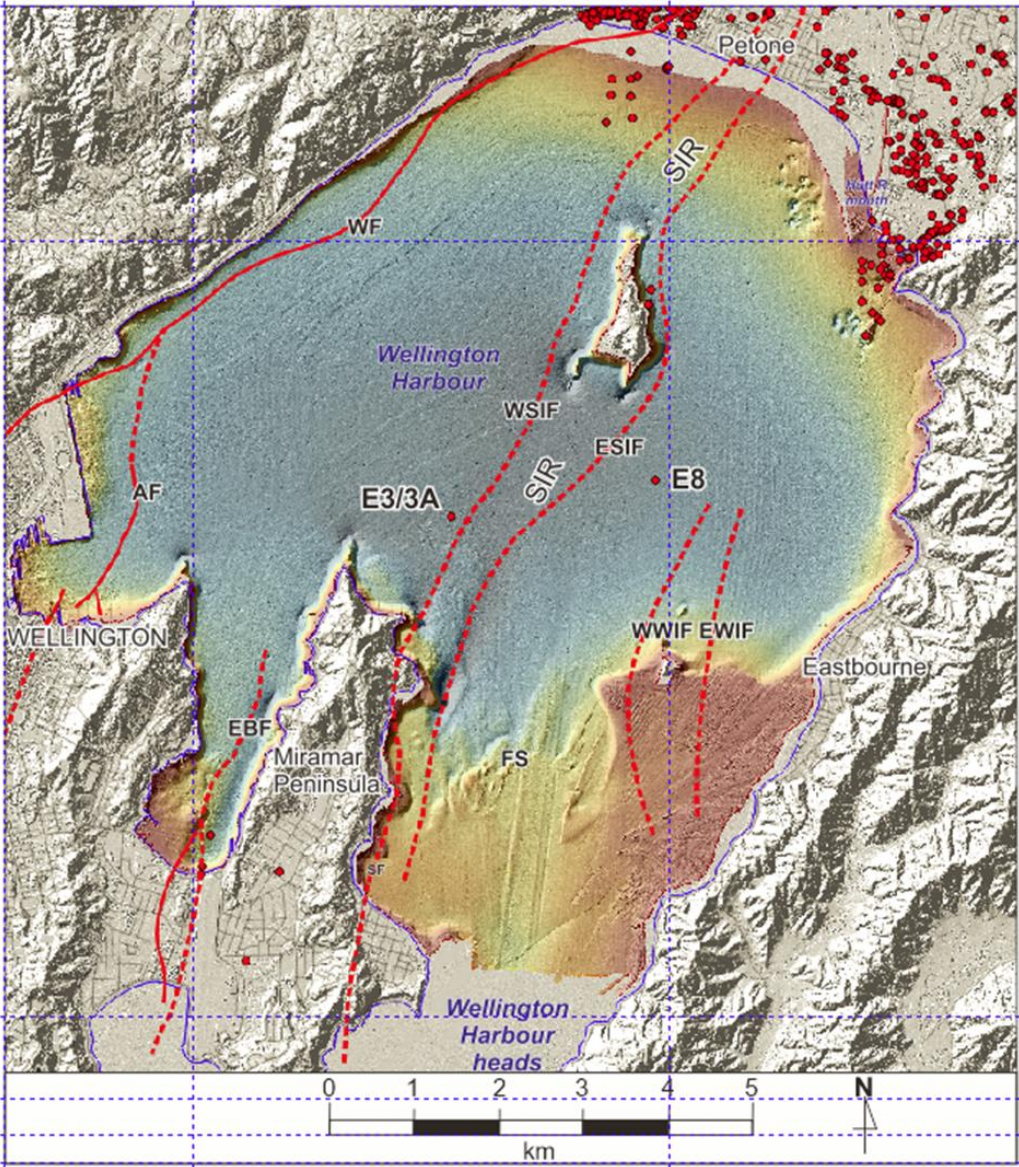 Petone
SIR
Hutt R
mouth
WF
Wellington
Harbour
WSIF
ESIF
SIR
E8
E3/3A
AF
WWIF EWIF
WELLINGTON
Eastbourne
EBF
Miramar
Peninsula
FS
SF
Wellington
Harbour
heads
0 1 2 3 4 5
N
km